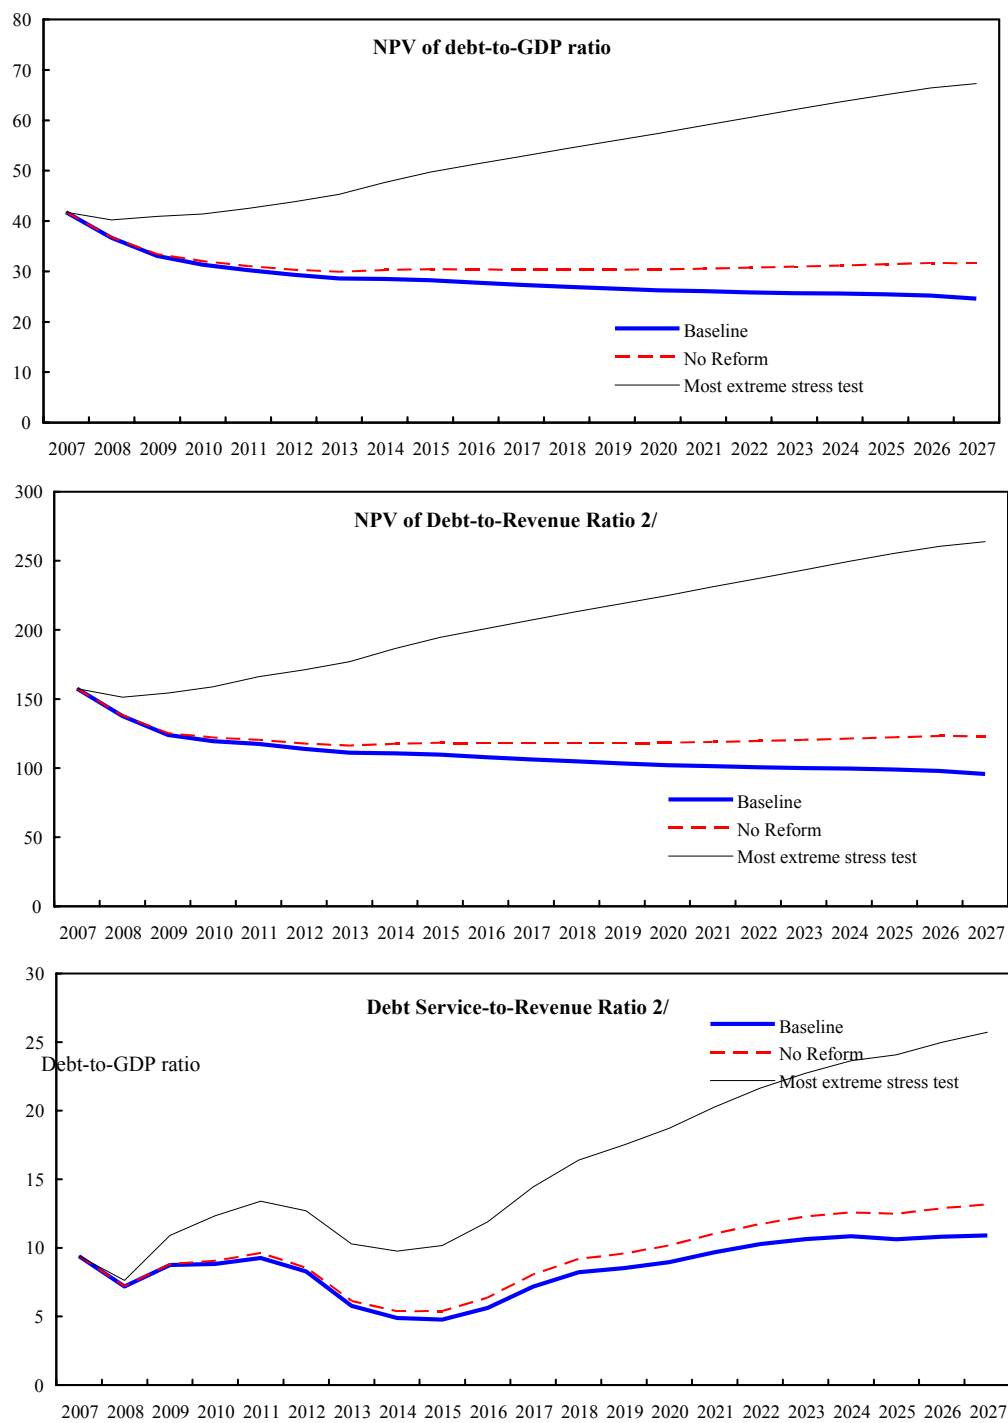 80
NPV of debt-to-GDP ratio
70
60
50
40
30
Baseline
20
No Reform
10
Most extreme stress test
0
2007 2008 2009 2010 2011 2012 2013 2014 2015 2016 2017 2018 2019 2020 2021 2022 2023 2024 2025 2026 2027
300
NPV of Debt-to-Revenue Ratio 2/
250
200
150
100
Baseline
No Reform
50
Most extreme stress test
0
2007 2008 2009 2010 2011 2012 2013 2014 2015 2016 2017 2018 2019 2020 2021 2022 2023 2024 2025 2026 2027
30
Debt Service-to-Revenue Ratio 2/
Baseline
25
No Reform
Debt-to-GDP ratio
Most extreme stress test
20
15
10
5
0
2007 2008 2009 2010 2011 2012 2013 2014 2015 2016 2017 2018 2019 2020 2021 2022 2023 2024 2025 2026 2027